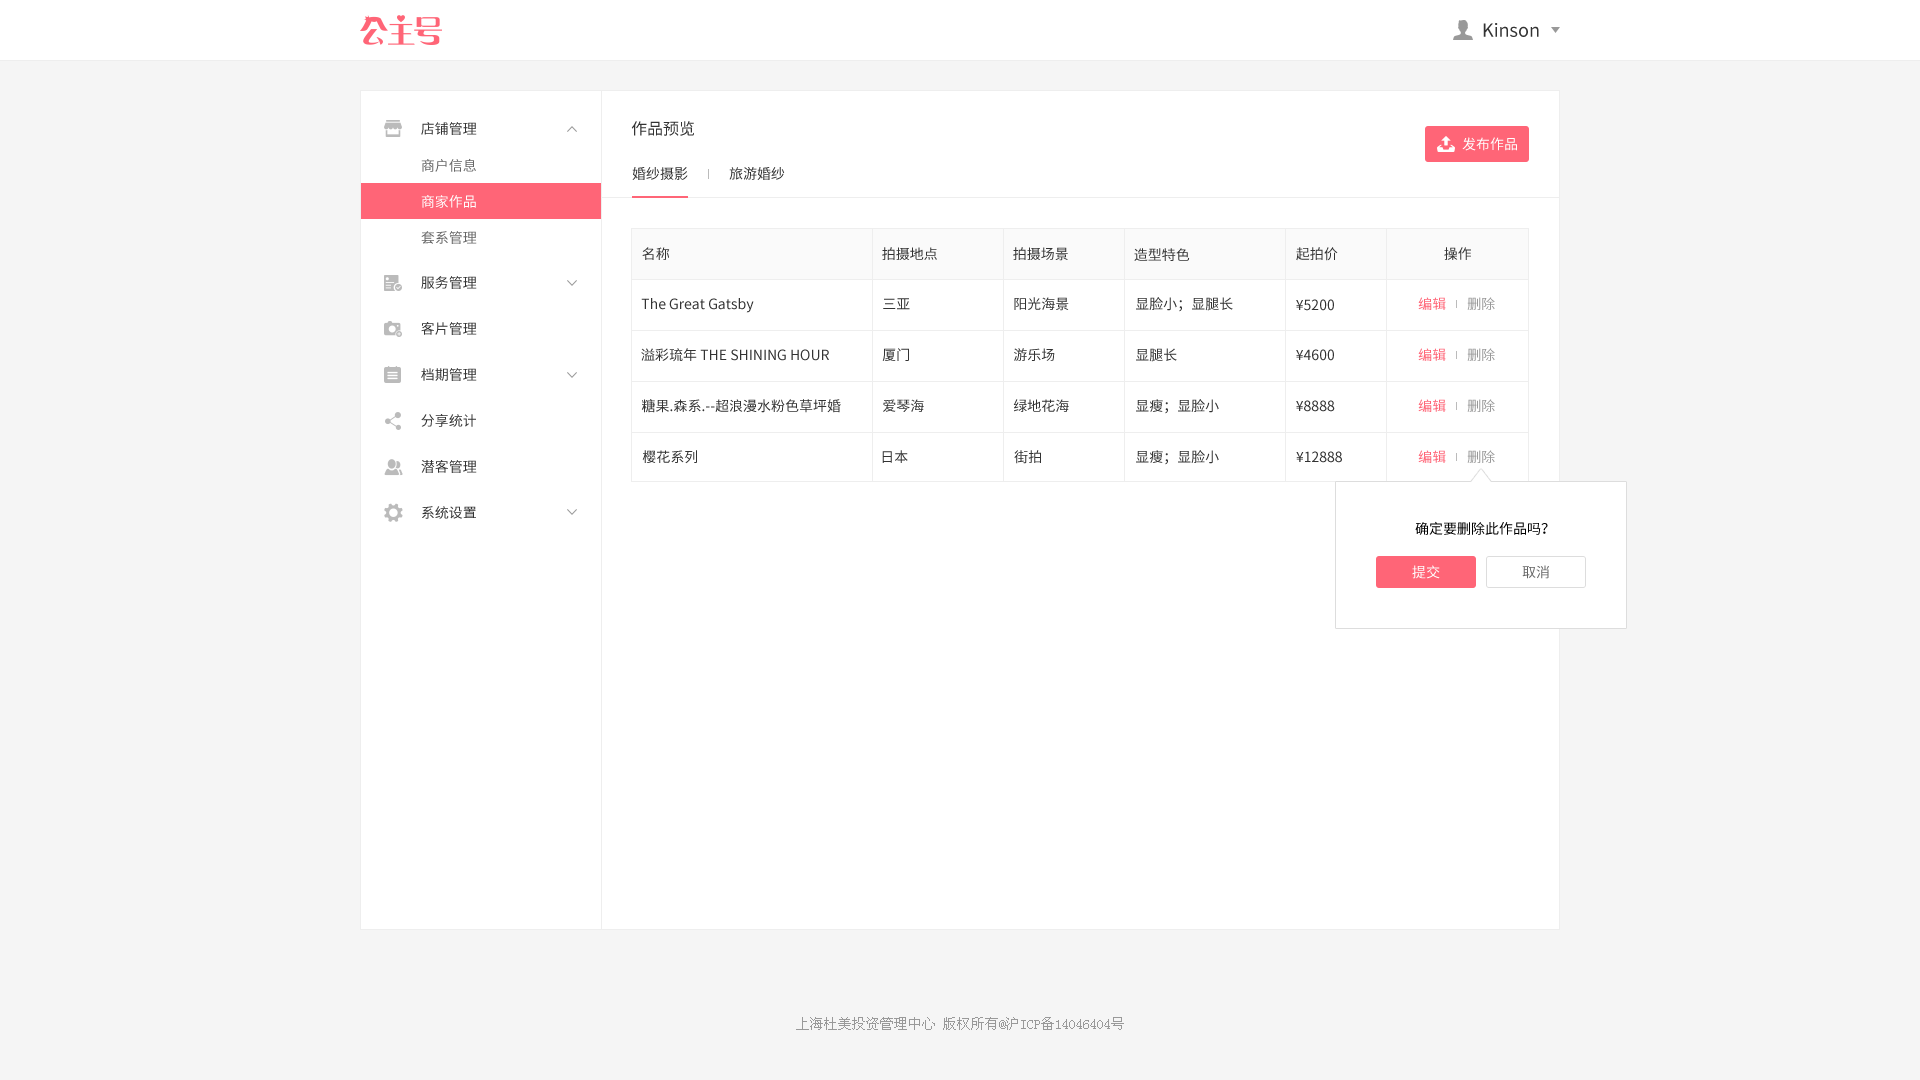 公主号
Kinson
店铺管理
商户信息
商家作品
套系管理
服务管理
客片管理
档期管理
分享统计
潜客管理
系统设置
作品预览
发布作品
婚纱摄影 旅游婚纱
名称 拍摄地点 拍摄场景 造型特色 起拍价 操作
The Great Gatsby 三亚 阳光海景 显脸小；显腿长 ¥5200 编辑 删除
溢彩琉年 THE SHINING HOUR 厦门 游乐场 显腿长 ¥4600 编辑 删除
糖果.森系.--超浪漫水粉色草坪婚 爱琴海 绿地花海 显瘦；显脸小 ¥8888 编辑 删除
樱花系列 日本 街拍 显瘦；显脸小 ¥12888 编辑 删除
确定要删除此作品吗？
提交 取消
上海杜美投资管理中心 版权所有@沪ICP备14046404号